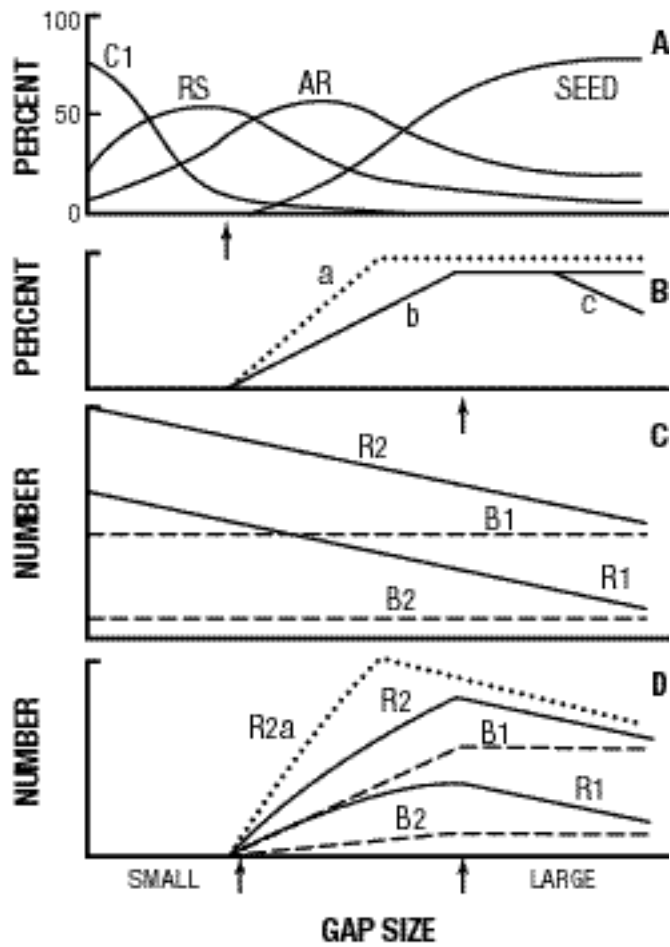 100
C1
A
RS
AR
SEED
PERCENT
50
0
a
B
PERCENT
b
c
C
R2
NUMBER
B1
R1
B2
D
R2
NUMBER
R2a
B1
R1
B2
SMALL
LARGE
GAP SIZE